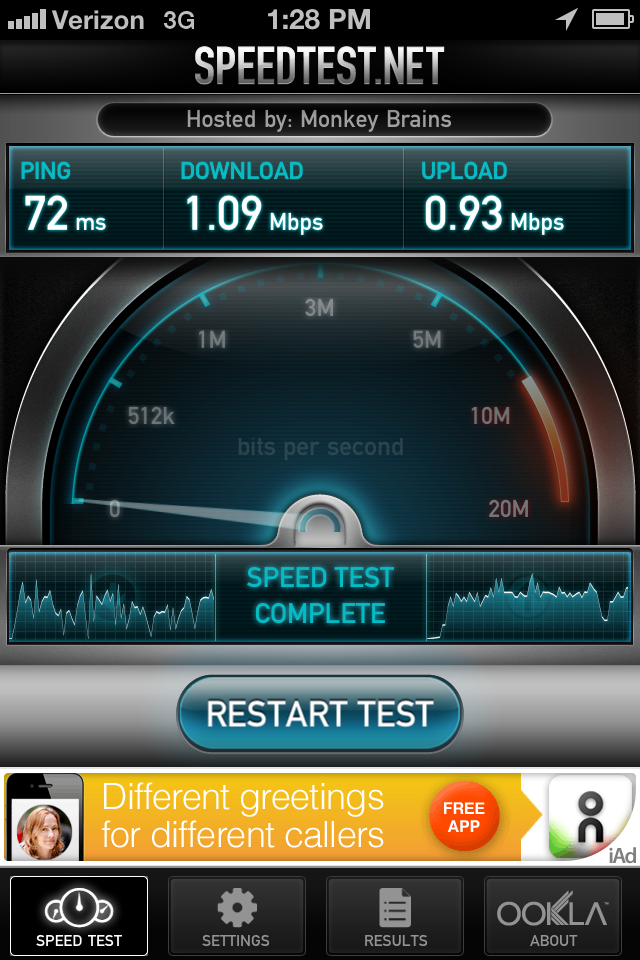 Verizon 3G 1:28 PM
SPEEDTEST.NET
Hosted by: Monkey Brains
PING DOWNLOAD UPLOAD
72 ms 1.09 Mbps 0.93 Mbps
3M
1M 5M
512k 10M
bits per second
0 20M
SPEED TEST
COMPLETE
RESTART TEST
Different greetings
for different callers
FREE
APP
iAd
OOKLA™
SPEED TEST SETTINGS RESULTS ABOUT